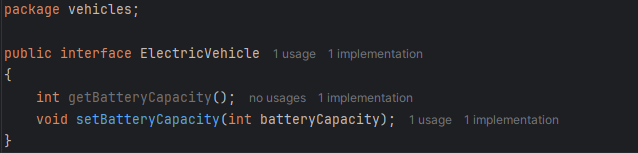 package vehicles;
public interface ElectricVehicle 1 usage 1 implementation
{
int getBatteryCapacity(); no usages 1 implementation
void setBatteryCapacity(int batteryCapacity); 1 usage 1 implementation
}